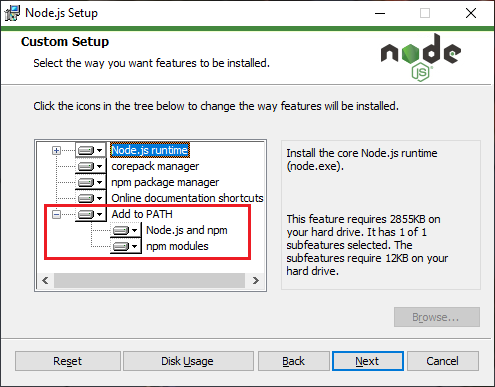 Node.js Setup
Custom Setup
Select the way you want features to be installed.
node
JS
Click the icons in the tree below to change the way features will be installed.
Node.js runtime
corepack manager
npm package manager
Online documentation shortcuts
Add to PATH
Node.js and npm
npm modules
Install the core Node.js runtime
(node.exe).
This feature requires 2855KB on
your hard drive. It has 1 of 1
subfeatures selected. The
subfeatures require 12KB on your
hard drive.
Browse...
Reset
Disk Usage
Back
Next
Cancel